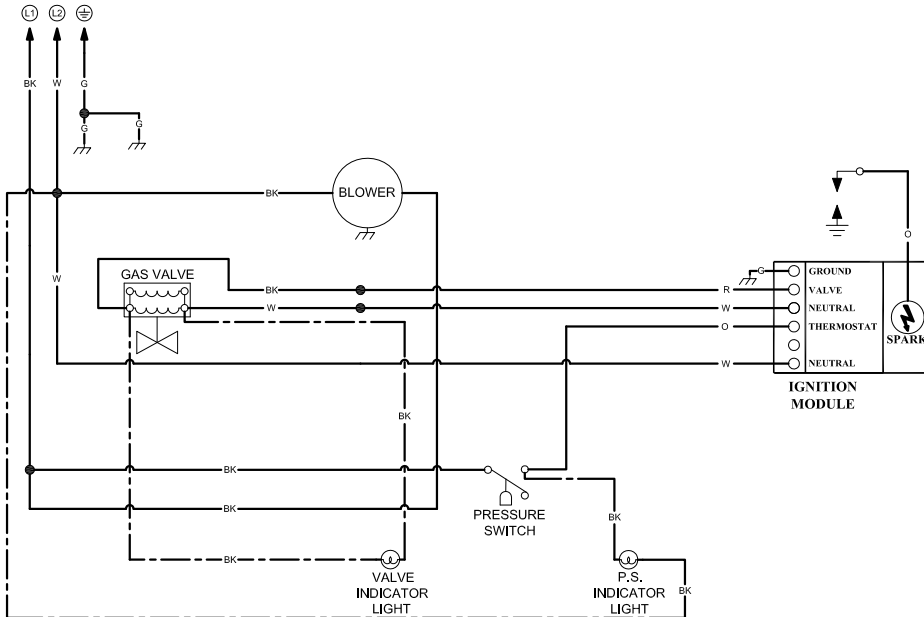 L1 L2
BK W G
G G
BK BLOWER
O
W
GAS VALVE
G GROUND
BK R VALVE
W W NEUTRAL
O THERMOSTAT
SPARK
W NEUTRAL
IGNITION
MODULE
BK
BK
BK
PRESSURE
SWITCH
BK
BK
VALVE
INDICATOR
LIGHT
P.S.
INDICATOR
LIGHT
BK